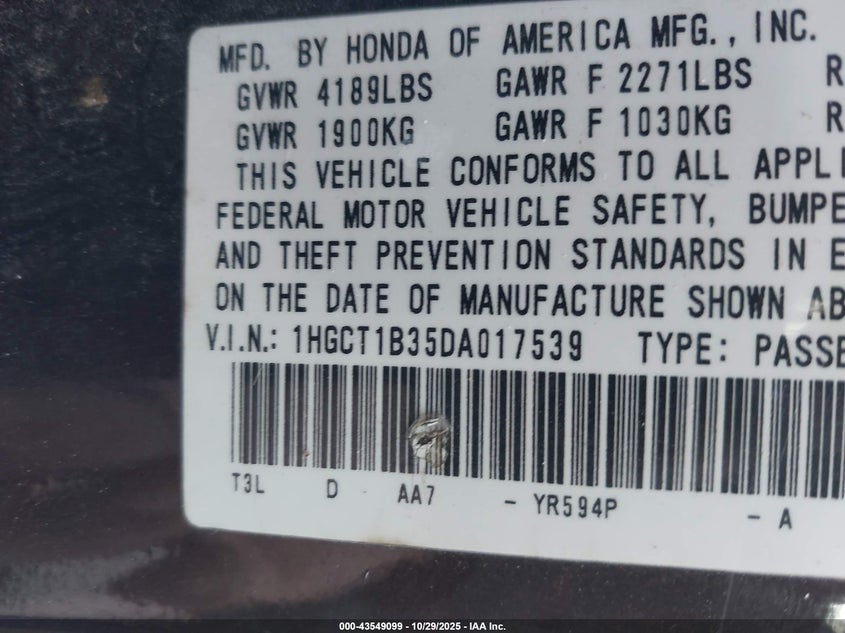 MFD. BY HONDA OF AMERICA MFG., INC.
GVWR 4189LBS GAWR F 2271LBS R
GVWR 1900KG GAWR F 1030KG R
THIS VEHICLE CONFORMS TO ALL APPLI
FEDERAL MOTOR VEHICLE SAFETY, BUMPE
AND THEFT PREVENTION STANDARDS IN E
ON THE DATE OF MANUFACTURE SHOWN AB
V.I.N.: 1HGCT1B35DA017539 TYPE: PASSE
T3L D AA7 - YR594P - A
000-43549099 - 10/29/2025 - IAA Inc.